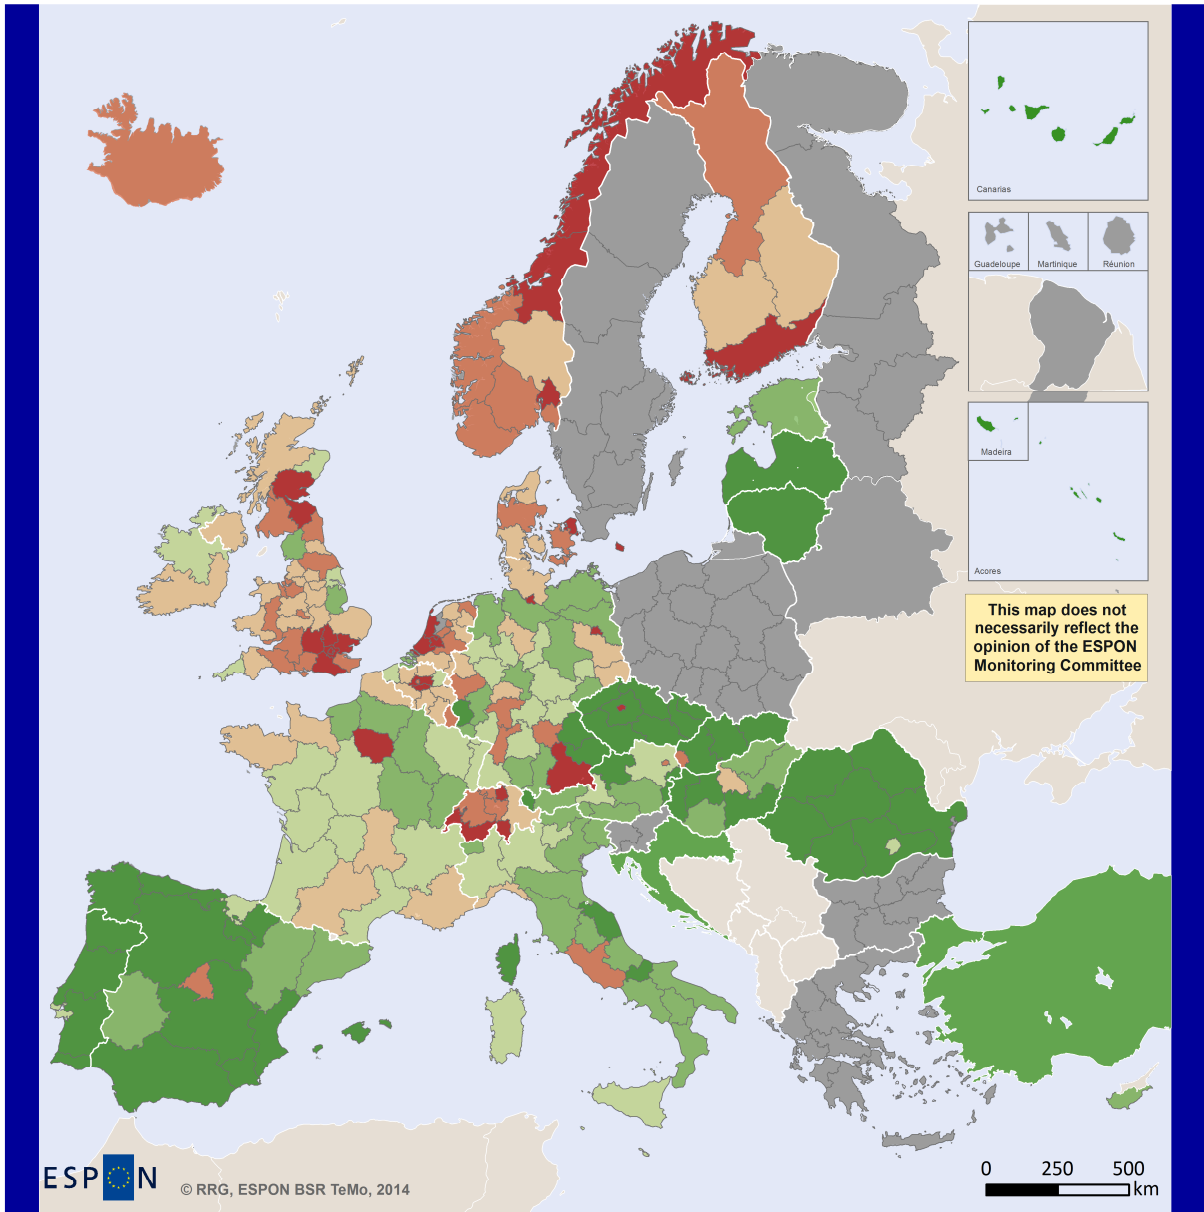 Canarias
Guadeloupe
Martinique
Réunion
Madeira
Acores
This map does not
necessarily reflect the
opinion of the ESPON
Monitoring Committee
0 250 500
km
ESPON
© RRG, ESPON BSR TeMo, 2014